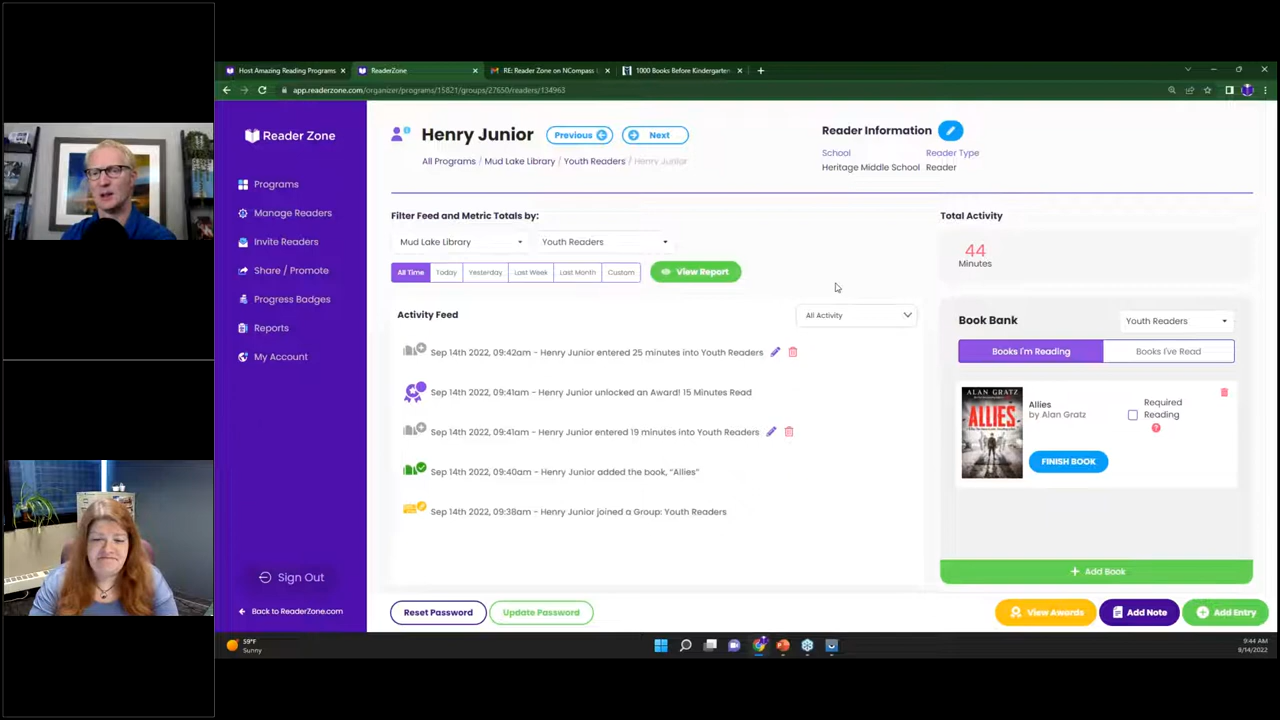 Host Amazing Reading Programs
ReaderZone
RE: Reader Zone on NCompass L
1000 Books Before Kindergarten
app.readerzone.com/organizer/programs/15821/groups/27650/readers/134963
Reader Zone
Programs
Manage Readers
Invite Readers
Share / Promote
Progress Badges
Reports
My Account
Sign Out
Back to ReaderZone.com
Henry Junior
Previous
Next
All Programs / Mud Lake Library / Youth Readers / Henry Junior
Reader Information
School
Reader Type
Heritage Middle School
Reader
Filter Feed and Metric Totals by:
Mud Lake Library
Youth Readers
All Time
Today
Yesterday
Last Week
Last Month
Custom
View Report
Activity Feed
All Activity
Sep 14th 2022, 09:42am - Henry Junior entered 25 minutes into Youth Readers
Sep 14th 2022, 09:41am - Henry Junior unlocked an Award! 15 Minutes Read
Sep 14th 2022, 09:41am - Henry Junior entered 19 minutes into Youth Readers
Sep 14th 2022, 09:40am - Henry Junior added the book, "Allies"
Sep 14th 2022, 09:38am - Henry Junior joined a Group: Youth Readers
Total Activity
44
Minutes
Book Bank
Youth Readers
Books I'm Reading
Books I've Read
ALAN GRATZ
ALLIES
Allies
by Alan Gratz
Required
Reading
FINISH BOOK
+ Add Book
Reset Password
Update Password
View Awards
Add Note
Add Entry
59°F
Sunny
9:44 AM
9/14/2022